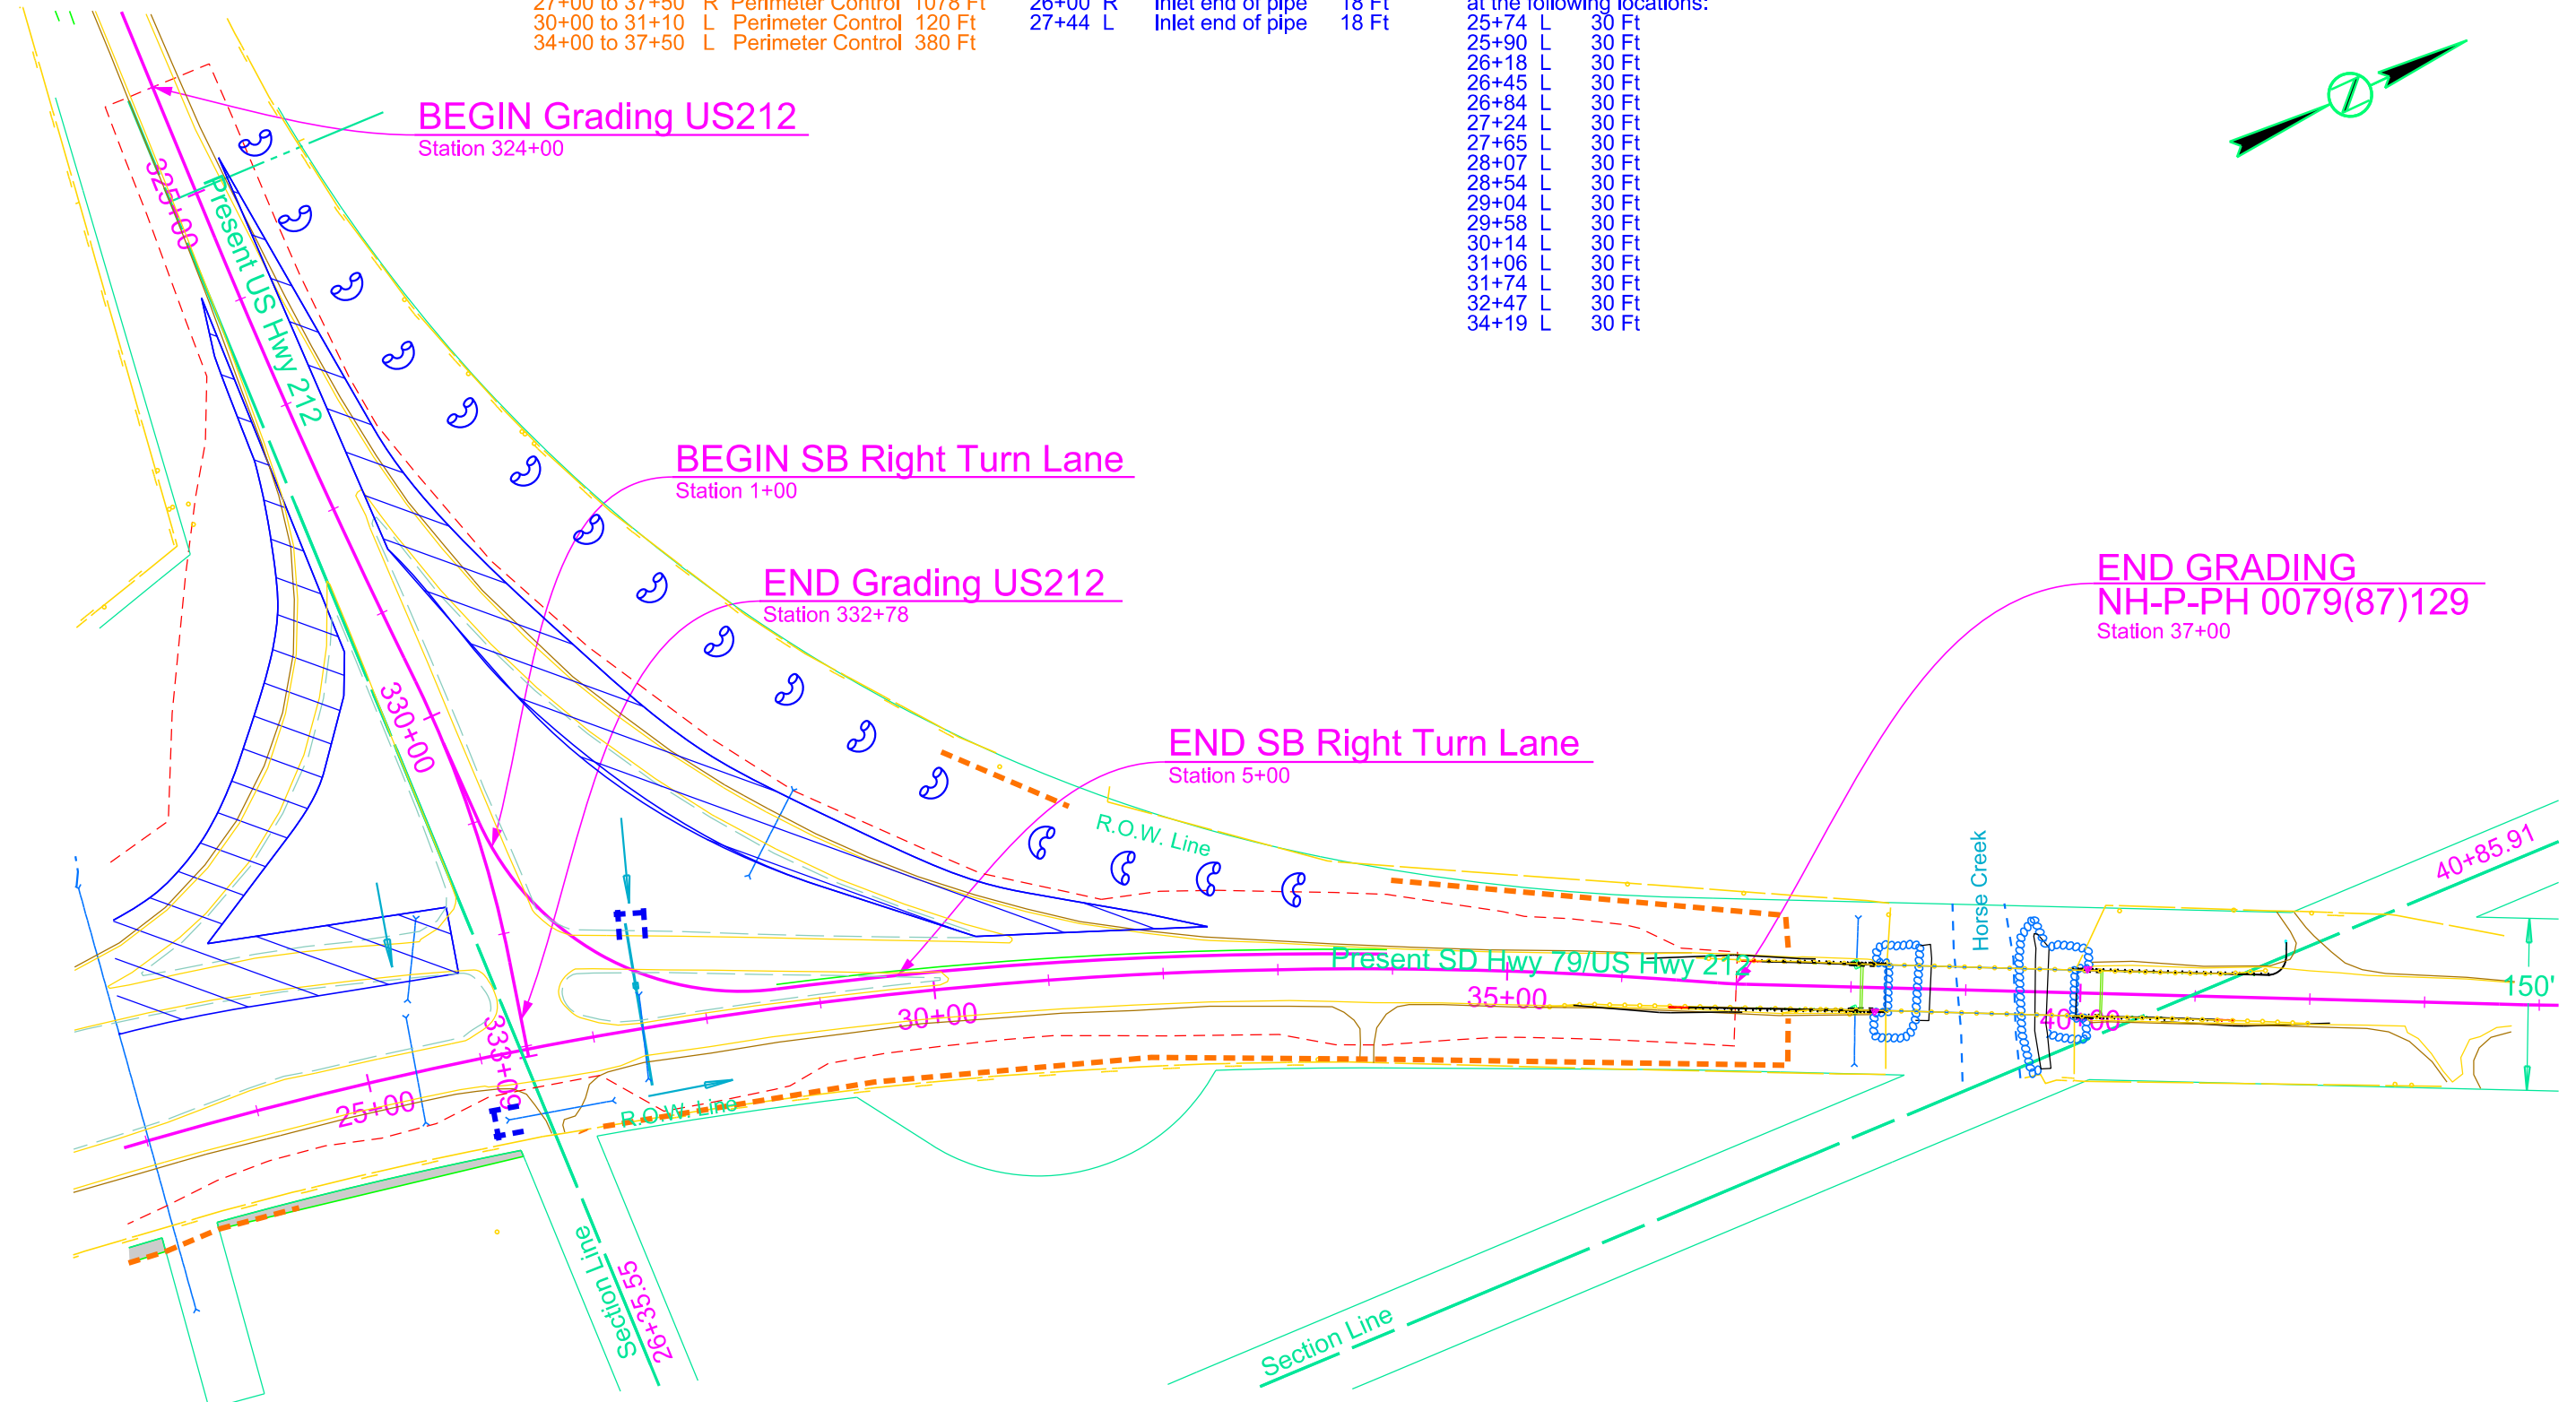 27+00 to 37+50 R Perimeter Control 1078 Ft
30+00 to 31+10 L Perimeter Control 120 Ft
34+00 to 37+50 L Perimeter Control 380 Ft
26+00 R Inlet end of pipe 18 Ft
27+44 L Inlet end of pipe 18 Ft
at the following locations:
25+74 L 30 Ft
25+90 L 30 Ft
26+18 L 30 Ft
26+45 L 30 Ft
26+84 L 30 Ft
27+24 L 30 Ft
27+65 L 30 Ft
28+07 L 30 Ft
28+54 L 30 Ft
29+04 L 30 Ft
29+58 L 30 Ft
30+14 L 30 Ft
31+06 L 30 Ft
31+74 L 30 Ft
32+47 L 30 Ft
34+19 L 30 Ft
BEGIN Grading US212
Station 324+00
325+00
Present US Hwy 212
BEGIN SB Right Turn Lane
Station 1+00
END Grading US212
Station 332+78
END GRADING
NH-P-PH 0079(87)129
Station 37+00
330+00
END SB Right Turn Lane
Station 5+00
R.O.W. Line
Horse Creek
40+85.91
Present SD Hwy 79/US Hwy 212
150'
35+00
30+00
40+00
333+09
25+00
R.O.W. Line
Section Line
26+35.55
Section Line